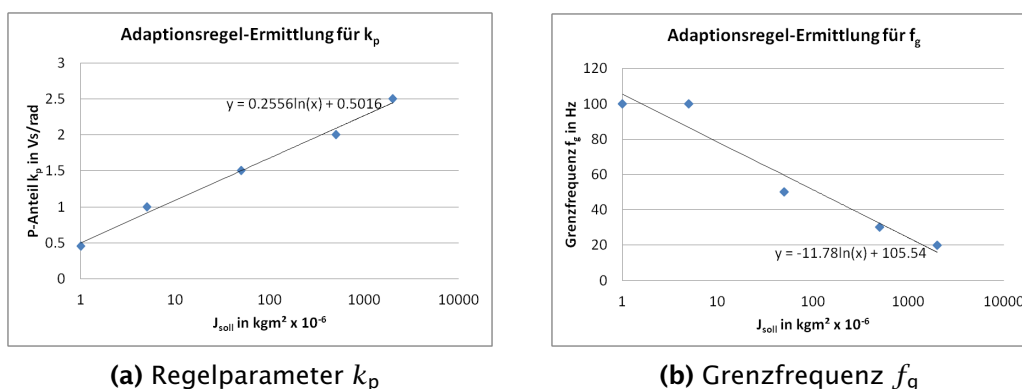 Adaptionsregel-Ermittlung für kp
P-Anteil kp in Vs/rad
3
2.5
2
1.5
1
0.5
0
y = 0.2556ln(x) + 0.5016
1 10 100 1000 10000
Jsoll in kgm² x 10-6
(a) Regelparameter kp
Adaptionsregel-Ermittlung für fg
Grenzfrequenz fg in Hz
120
100
80
60
40
20
0
y = -11.78ln(x) + 105.54
1 10 100 1000 10000
Jsoll in kgm² x 10-6
(b) Grenzfrequenz fg